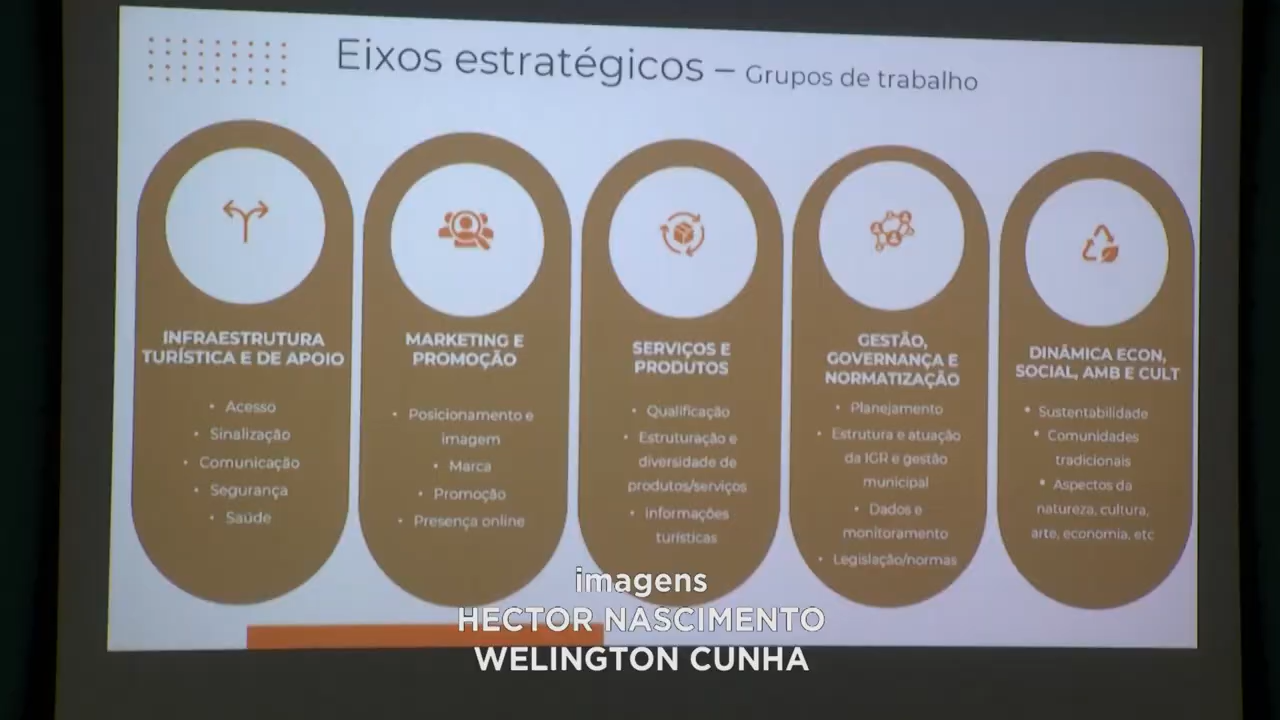 Eixos estratégicos – Grupos de trabalho
INFRAESTRUTURA
TURÍSTICA E DE APOIO
• Acesso
• Sinalização
• Comunicação
• Segurança
• Saúde
MARKETING E
PROMOÇÃO
• Posicionamento e
imagem
• Marca
• Promoção
• Presença online
SERVIÇOS E
PRODUTOS
• Qualificação
• Estruturação e
diversidade de
produtos/serviços
• Informações
turísticas
GESTÃO,
GOVERNANÇA E
NORMATIZAÇÃO
• Planejamento
• Estrutura e atuação
da IGR e gestão
municipal
• Dados e
monitoramento
• Legislação/normas
DINÂMICA ECON,
SOCIAL, AMB E CULT
• Sustentabilidade
• Comunidades
tradicionais
• Aspectos da
natureza, cultura,
arte, economia, etc
imagens
HECTOR NASCIMENTO
WELINGTON CUNHA